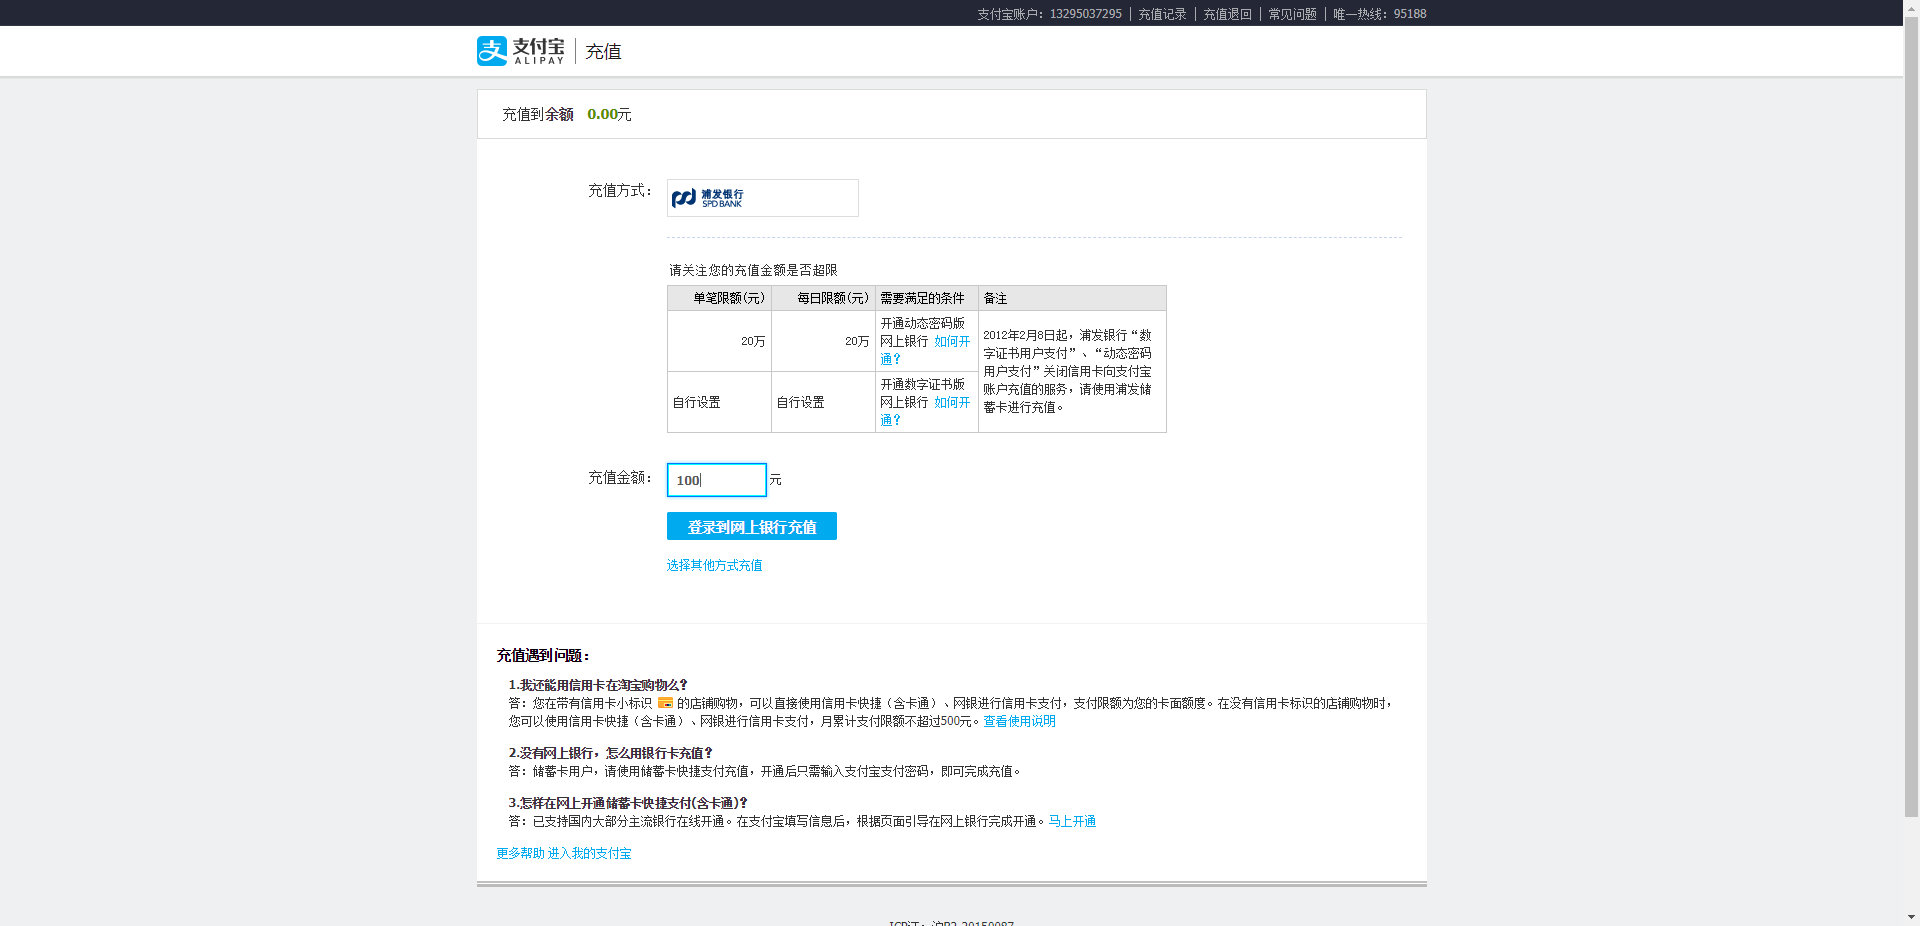 支付宝账户：13295037295 | 充值记录 | 充值退回 | 常见问题 | 唯一热线：95188
支付宝 ALIPAY | 充值
充值到余额 0.00元
充值方式：
浦发银行
SPD BANK
请关注您的充值金额是否超限
单笔限额(元) 每日限额(元) 需要满足的条件 备注
20万 20万
开通动态密码版
网上银行 如何开
通？
自行设置 自行设置
开通数字证书版
网上银行 如何开
通？
2012年2月8日起，浦发银行“数
字证书用户支付”、“动态密码
用户支付”关闭信用卡向支付宝
账户充值的服务，请使用浦发储
蓄卡进行充值。
充值金额： 100 元
登录到网上银行充值
选择其他方式充值
充值遇到问题：
1.我还能用信用卡在淘宝购物么？
答：您在带有信用卡小标识 的店铺购物，可以直接使用信用卡快捷（含卡通）、网银进行信用卡支付，支付限额为您的卡面额度。在没有信用卡标识的店铺购物时，
您可以使用信用卡快捷（含卡通）、网银进行信用卡支付，月累计支付限额不超过500元。查看使用说明
2.没有网上银行，怎么用银行卡充值？
答：储蓄卡用户，请使用储蓄卡快捷支付充值，开通后只需输入支付宝支付密码，即可完成充值。
3.怎样在网上开通储蓄卡快捷支付(含卡通)？
答：已支持国内大部分主流银行在线开通。在支付宝填写信息后，根据页面引导在网上银行完成开通。马上开通
更多帮助 进入我的支付宝
ICP证：沪B2-20150087